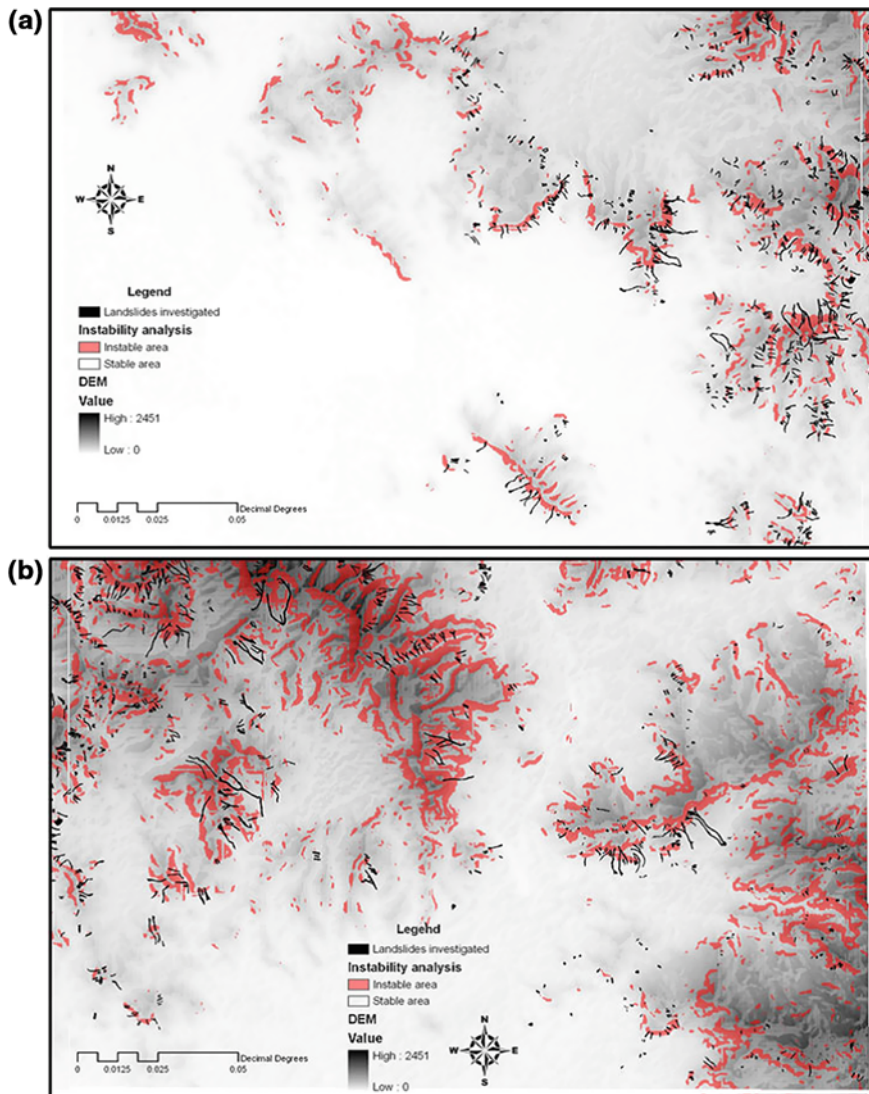 (a)
N
W E
S
Legend
Landslides investigated
Instability analysis
Instable area
Stable area
DEM
Value
High : 2451
Low : 0
0 0.0125 0.025 0.05 Decimal Degrees
(b)
Legend
Landslides investigated
Instability analysis
Instable area
Stable area
DEM
Value
High : 2451
Low : 0
N
W E
S
0 0.0125 0.025 0.05 Decimal Degrees